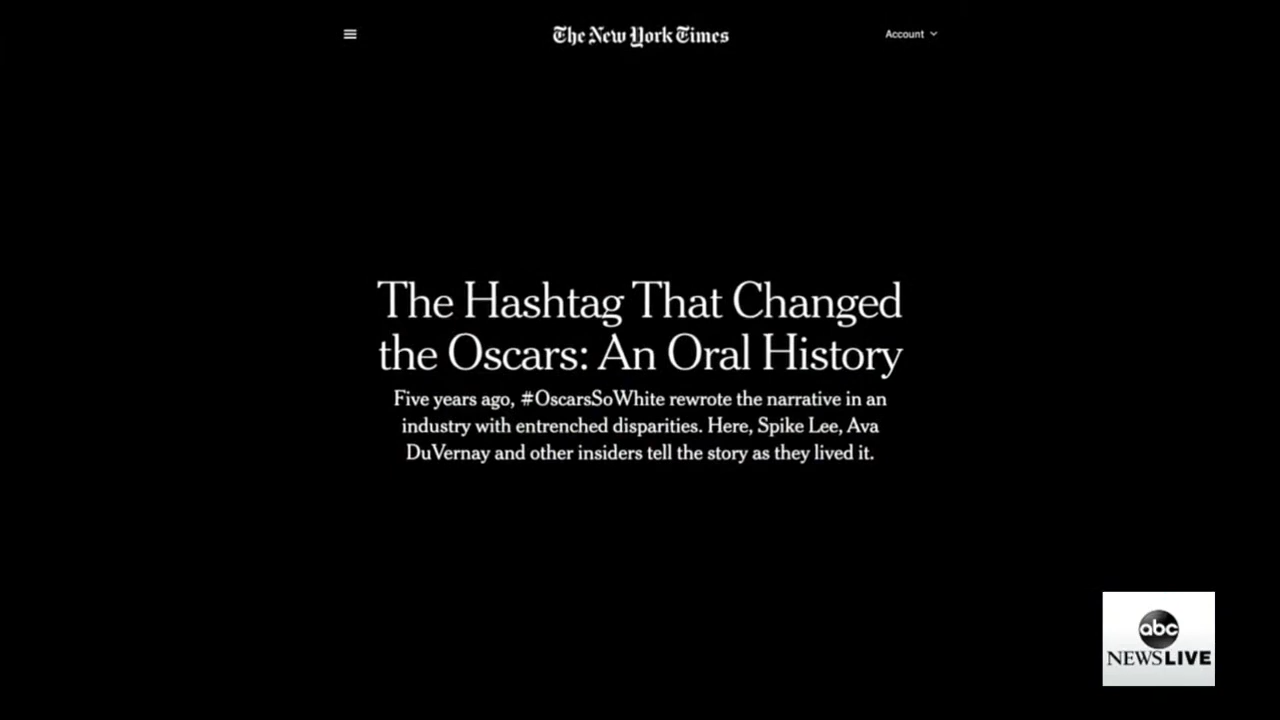 The New York Times
Account
The Hashtag That Changed
the Oscars: An Oral History
Five years ago, #OscarsSoWhite rewrote the narrative in an
industry with entrenched disparities. Here, Spike Lee, Ava
DuVernay and other insiders tell the story as they lived it.
abc
NEWSLIVE